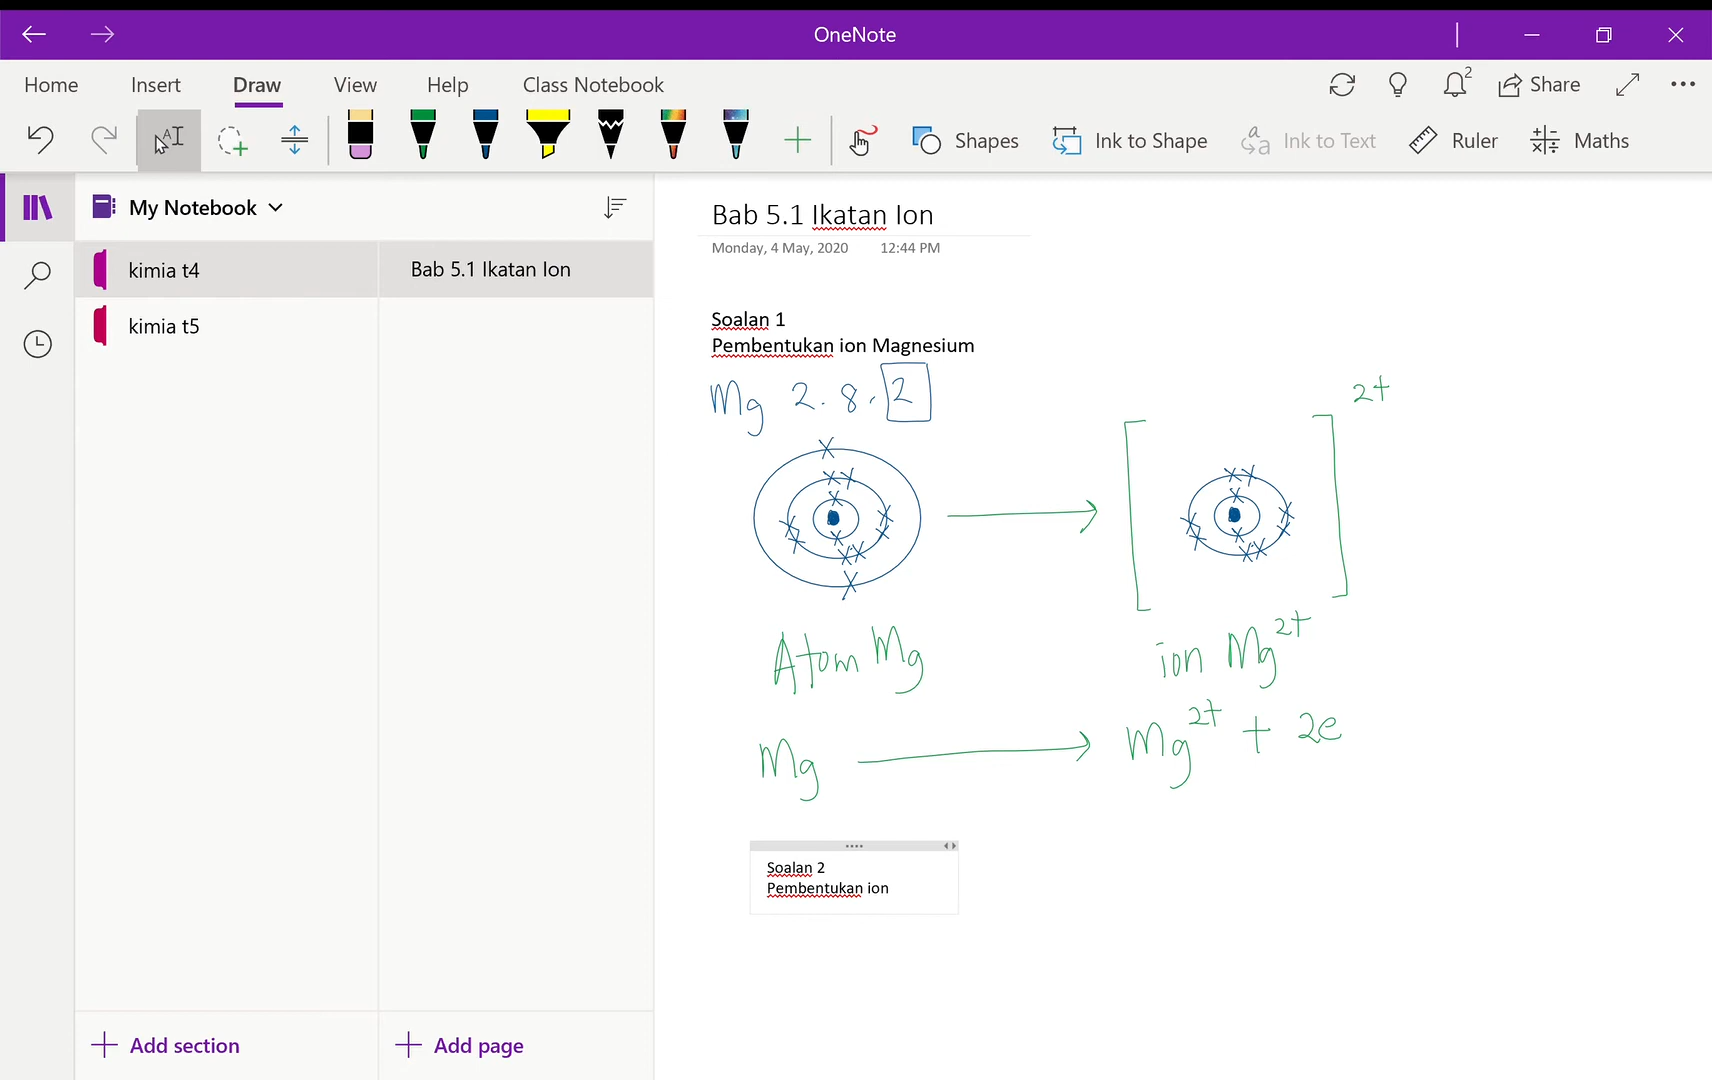 OneNote
Home Insert Draw View Help Class Notebook
2 Share
Shapes Ink to Shape Ink to Text Ruler Maths
My Notebook
kimia t4
kimia t5
Bab 5.1 Ikatan Ion
Add section
Add page
Bab 5.1 Ikatan Ion
Monday, 4 May, 2020 12:44 PM
Soalan 1
Pembentukan ion Magnesium
Mg 2.8.2
2+
Atom Mg
ion Mg2+
Mg → Mg2+ + 2e
Soalan 2
Pembentukan ion